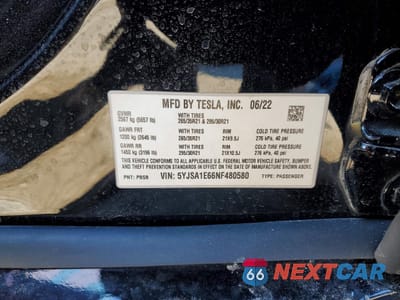 MFD BY TESLA, INC. 06/22
GVWR
2567 kg (5657 lb)
WITH TIRES
265/35R21 & 295/30R21
GAWR FRT
1200 kg (2645 lb)
WITH TIRES
265/35R21
RIM
21X9.5J
COLD TIRE PRESSURE
276 kPa, 40 psi
GAWR RR
1450 kg (3196 lb)
WITH TIRES
295/30R21
RIM
21X10.5J
COLD TIRE PRESSURE
276 kPa, 40 psi
THIS VEHICLE CONFORMS TO ALL APPLICABLE U.S. FEDERAL MOTOR VEHICLE SAFETY, BUMPER
AND THEFT PREVENTION STANDARDS IN EFFECT ON THE DATE OF MANUFACTURE SHOWN ABOVE.
PNT: PBSB
VIN: 5YJSA1E66NF480580
TYPE: PASSENGER
66 NEXTCAR